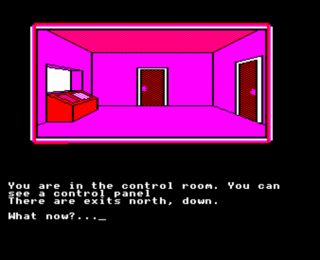 You are in the control room. You can
see a control panel
There are exits north, down.
What now?..._